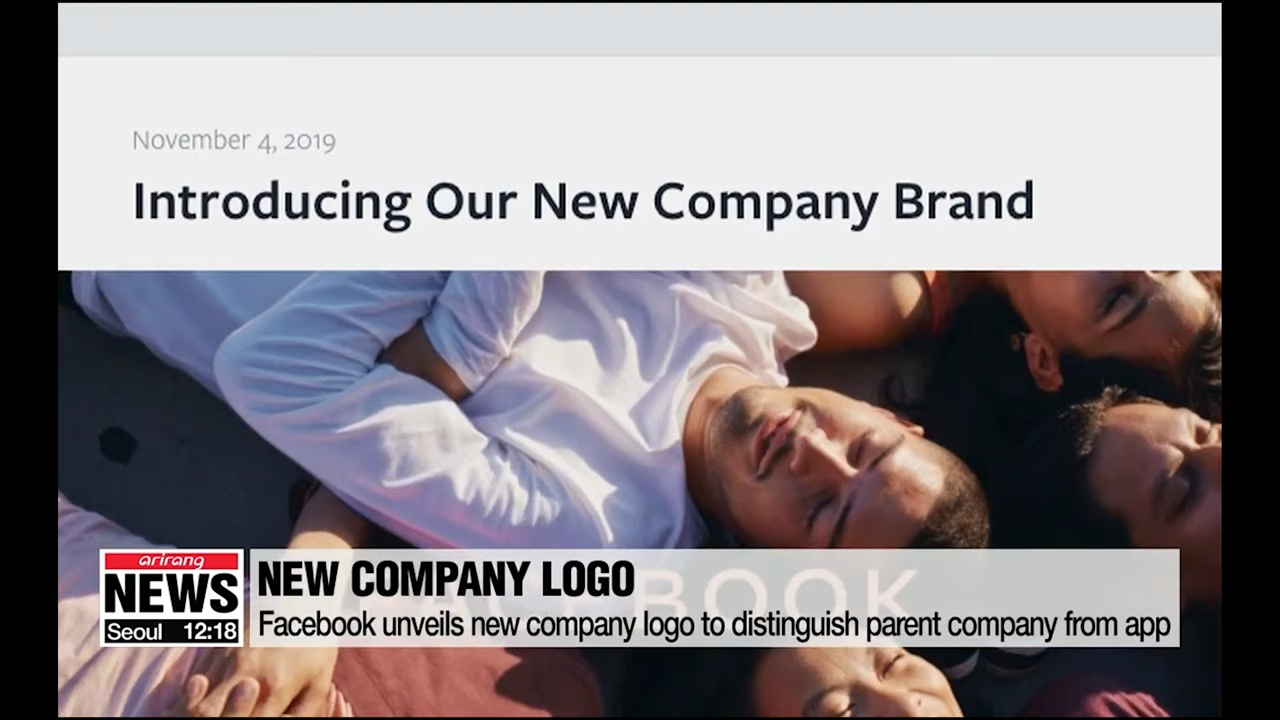 November 4, 2019
Introducing Our New Company Brand
arirang
NEWS
Seoul 12:18
NEW COMPANY LOGO
FACEBOOK
Facebook unveils new company logo to distinguish parent company from app